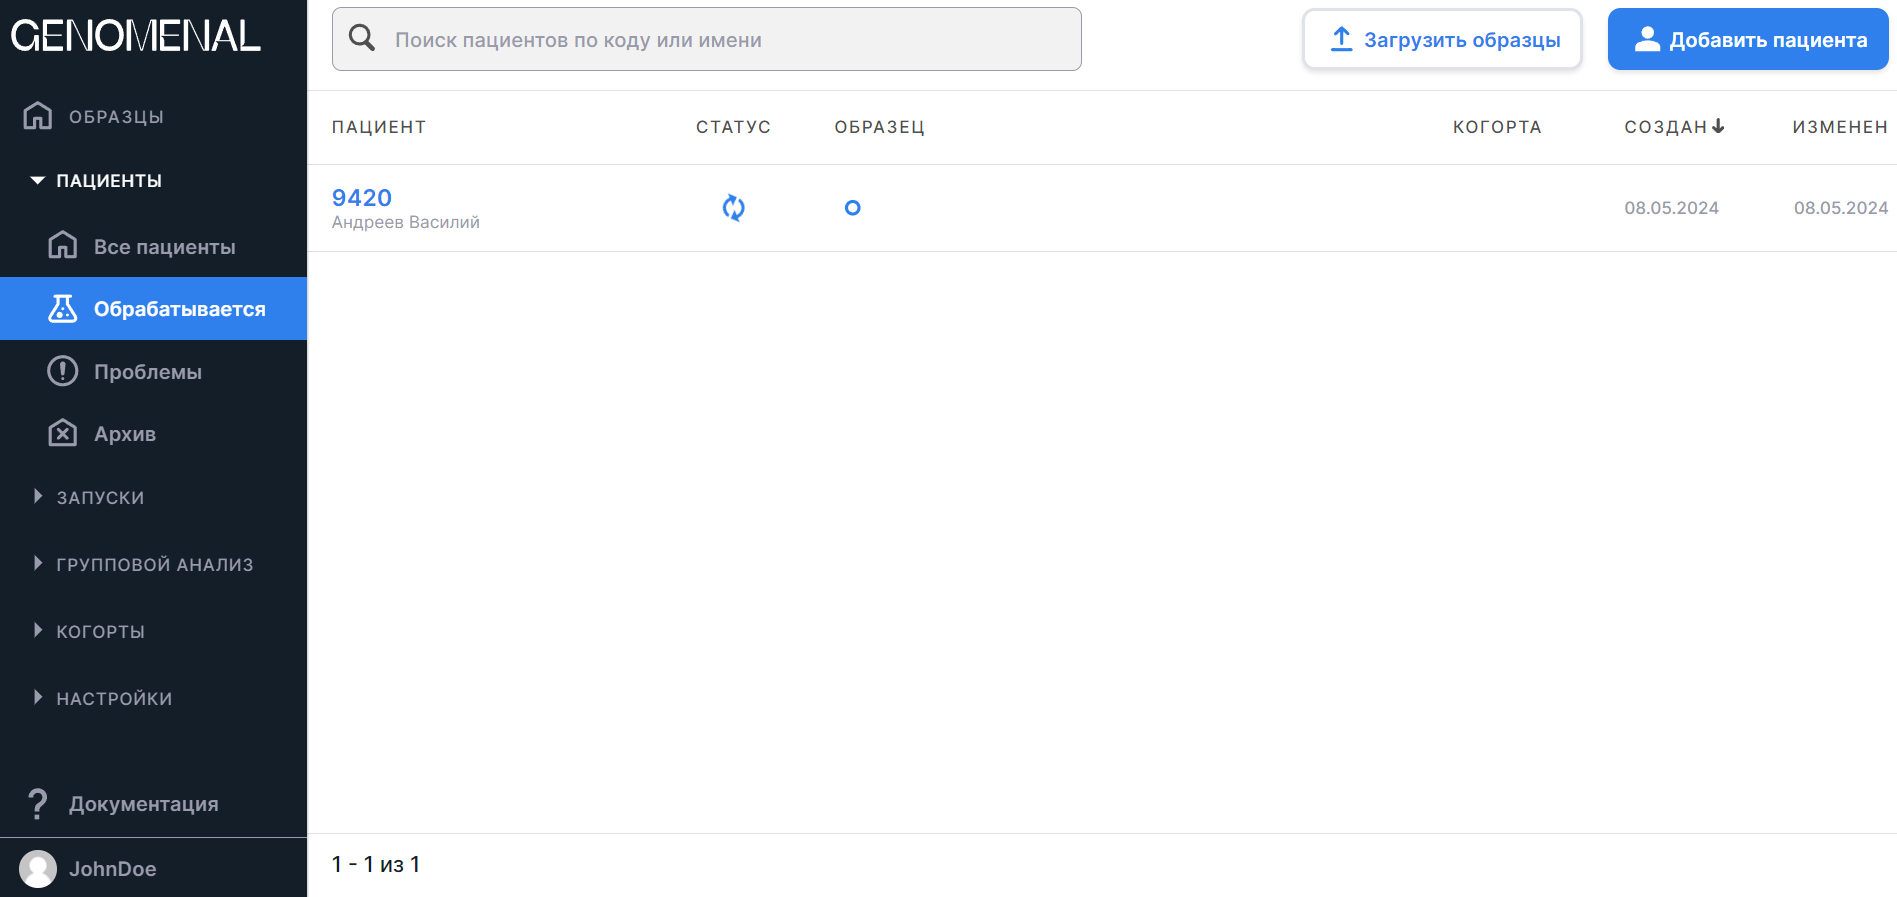 GENOMENAL
ОБРАЗЦЫ
ПАЦИЕНТЫ
Все пациенты
Обрабатывается
Проблемы
Архив
ЗАПУСКИ
ГРУППОВОЙ АНАЛИЗ
КОГОРТЫ
НАСТРОЙКИ
Документация
JohnDoe
Поиск пациентов по коду или имени
Загрузить образцы
Добавить пациента
ПАЦИЕНТ СТАТУС ОБРАЗЕЦ КОГОРТА СОЗДАН ИЗМЕНЕН
9420
Андреев Василий
08.05.2024 08.05.2024
1 - 1 из 1